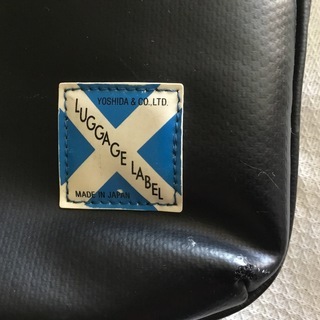 YOSHIDA & CO.,LTD.
LUGGAGE LABEL
MADE IN JAPAN